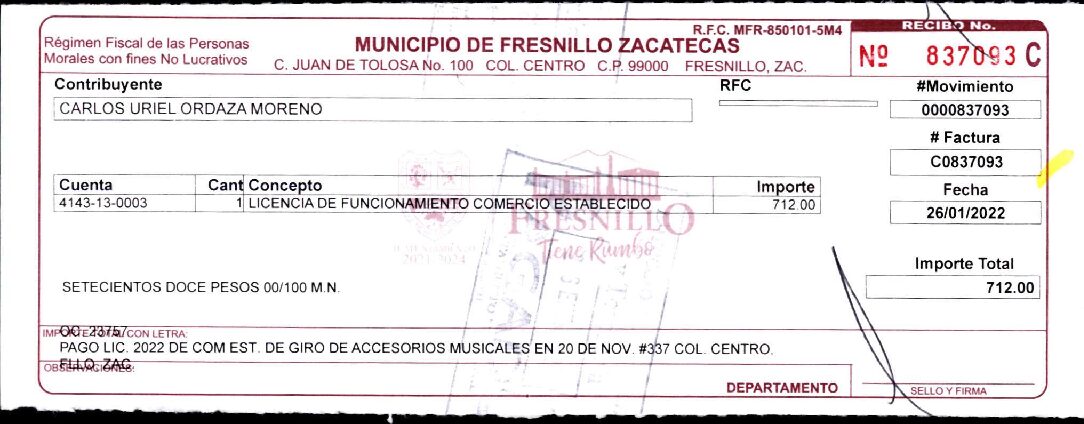 R.F.C. MFR-850101-5M4
RECIBO No.
Régimen Fiscal de las Personas
Morales con fines No Lucrativos
MUNICIPIO DE FRESNILLO ZACATECAS
C. JUAN DE TOLOSA No. 100 COL. CENTRO C.P. 99000 FRESNILLO, ZAC.
Nº 837093 C
Contribuyente
RFC
#Movimiento
CARLOS URIEL ORDAZA MORENO
0000837093
# Factura
C0837093
Cuenta Cant Concepto Importe
Fecha
4143-13-0003 1 LICENCIA DE FUNCIONAMIENTO COMERCIO ESTABLECIDO 712.00
26/01/2022
FRESNILLO
Tiene Rumbo
AYUNTAMIENTO
2021-2024
Importe Total
SETECIENTOS DOCE PESOS 00/100 M.N.
712.00
OC. 23757
IMPORTE TOTAL CON LETRA:
PAGO LIC. 2022 DE COM EST. DE GIRO DE ACCESORIOS MUSICALES EN 20 DE NOV. #337 COL. CENTRO.
FLLO. ZAC
OBSERVACIONES:
DEPARTAMENTO
SELLO Y FIRMA